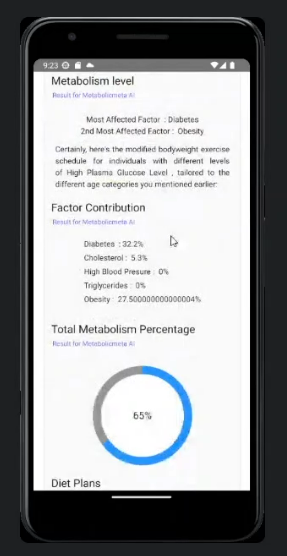 9:23
Metabolism level
Result for Metabolismeta AI
Most Affected Factor : Diabetes
2nd Most Affected Factor : Obesity
Certainly, here's the modified bodyweight exercise
schedule for individuals with different levels
of High Plasma Glucose Level , tailored to the
different age categories you mentioned earlier:
Factor Contribution
Result for Metabolismeta AI
Diabetes : 32.2%
Cholesterol : 5.3%
High Blood Presure : 0%
Triglycerides : 0%
Obesity : 27.500000000000004%
Total Metabolism Percentage
Result for Metabolismeta AI
65%
Diet Plans